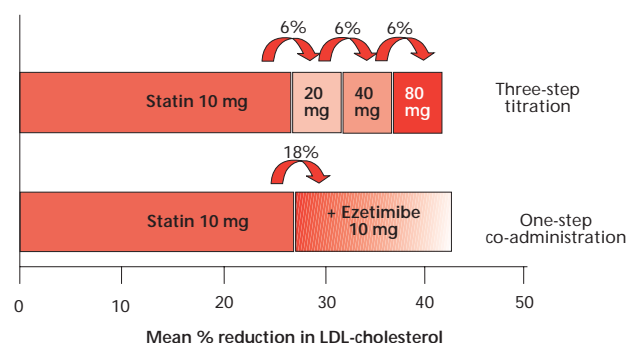 6% 6% 6%
Statin 10 mg
20
mg
40
mg
80
mg
Three-step
titration
18%
Statin 10 mg
+ Ezetimibe
10 mg
One-step
co-administration
0 10 20 30 40 50
Mean % reduction in LDL-cholesterol